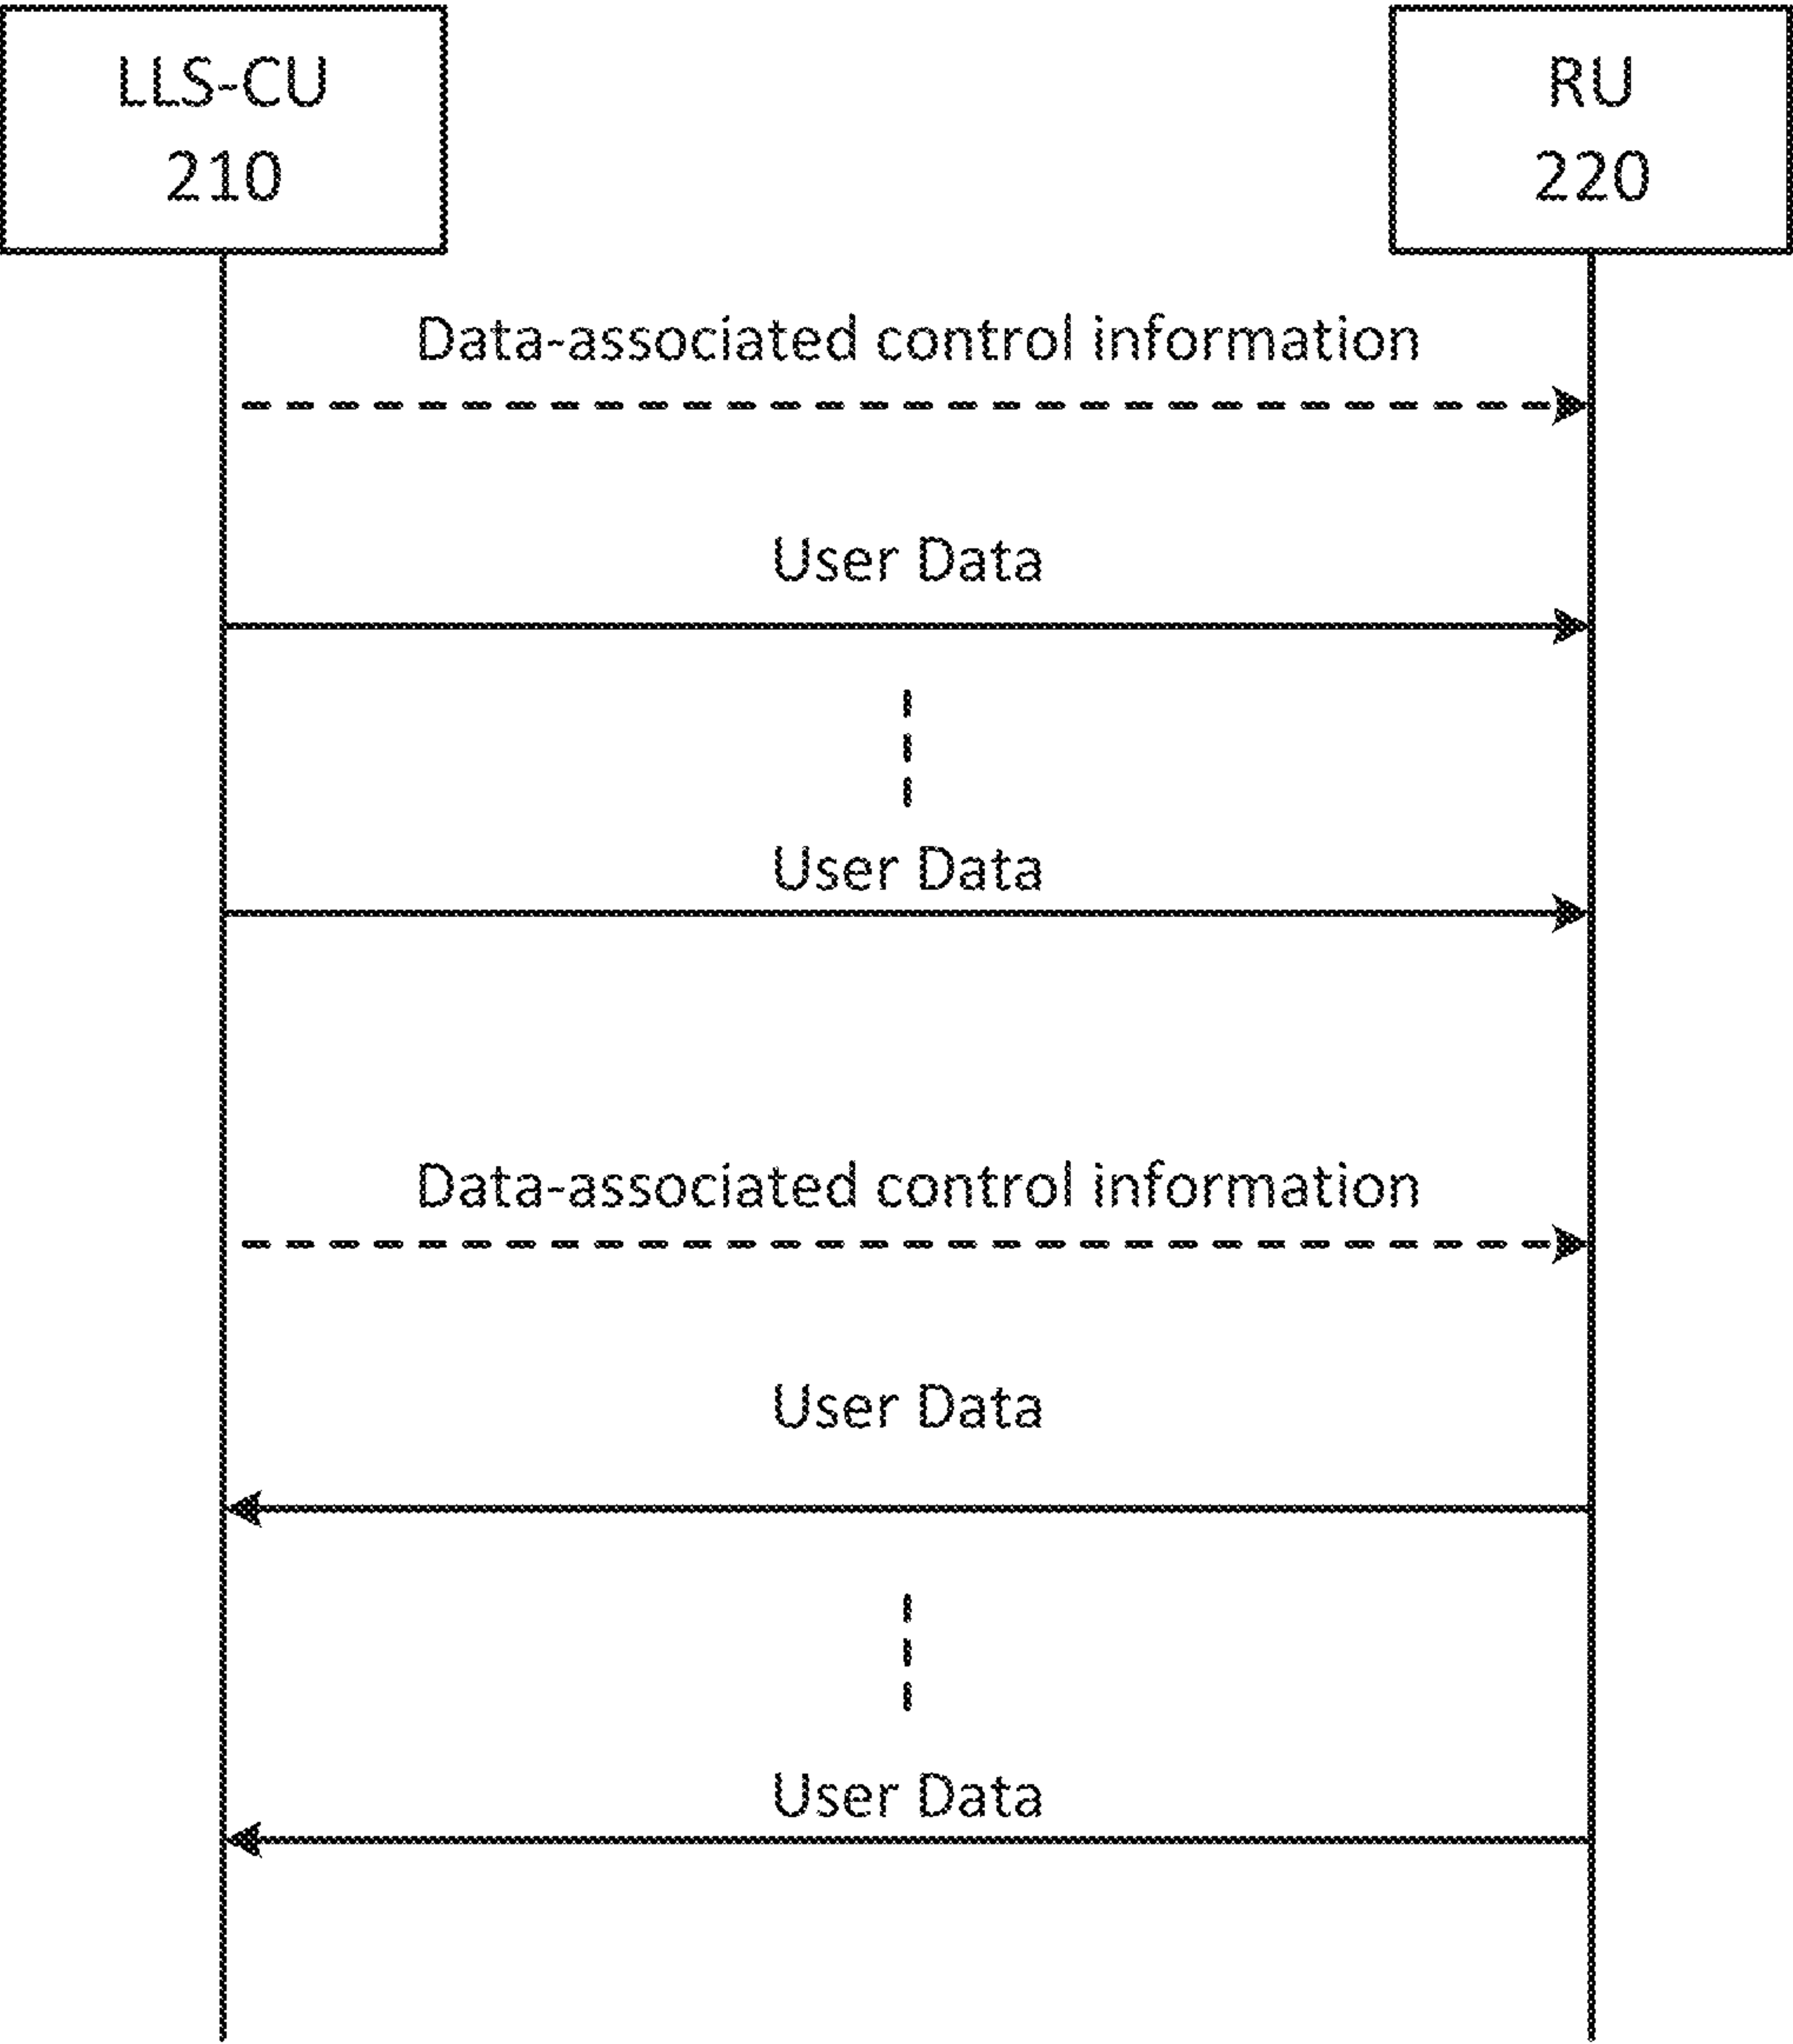 LLS-CU
210
RU
220
Data-associated control information
User Data
User Data
Data-associated control information
User Data
User Data